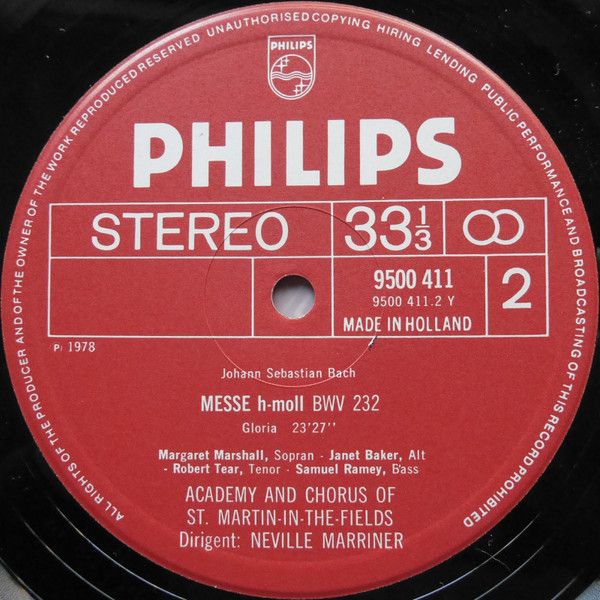 ALL RIGHTS OF THE PRODUCER AND OF THE OWNER OF THE WORK REPRODUCED RESERVED UNAUTHORISED COPYING HIRING LENDING PUBLIC PERFORMANCE AND BROADCASTING OF THIS RECORD PROHIBITED
PHILIPS
PHILIPS
STEREO 33 1/3
9500 411
9500 411.2 Y
2
MADE IN HOLLAND
P 1978
Johann Sebastian Bach
MESSE h-moll BWV 232
Gloria 23'27''
Margaret Marshall, Sopran - Janet Baker, Alt
- Robert Tear, Tenor - Samuel Ramey, Bass
ACADEMY AND CHORUS OF
ST. MARTIN-IN-THE-FIELDS
Dirigent: NEVILLE MARRINER